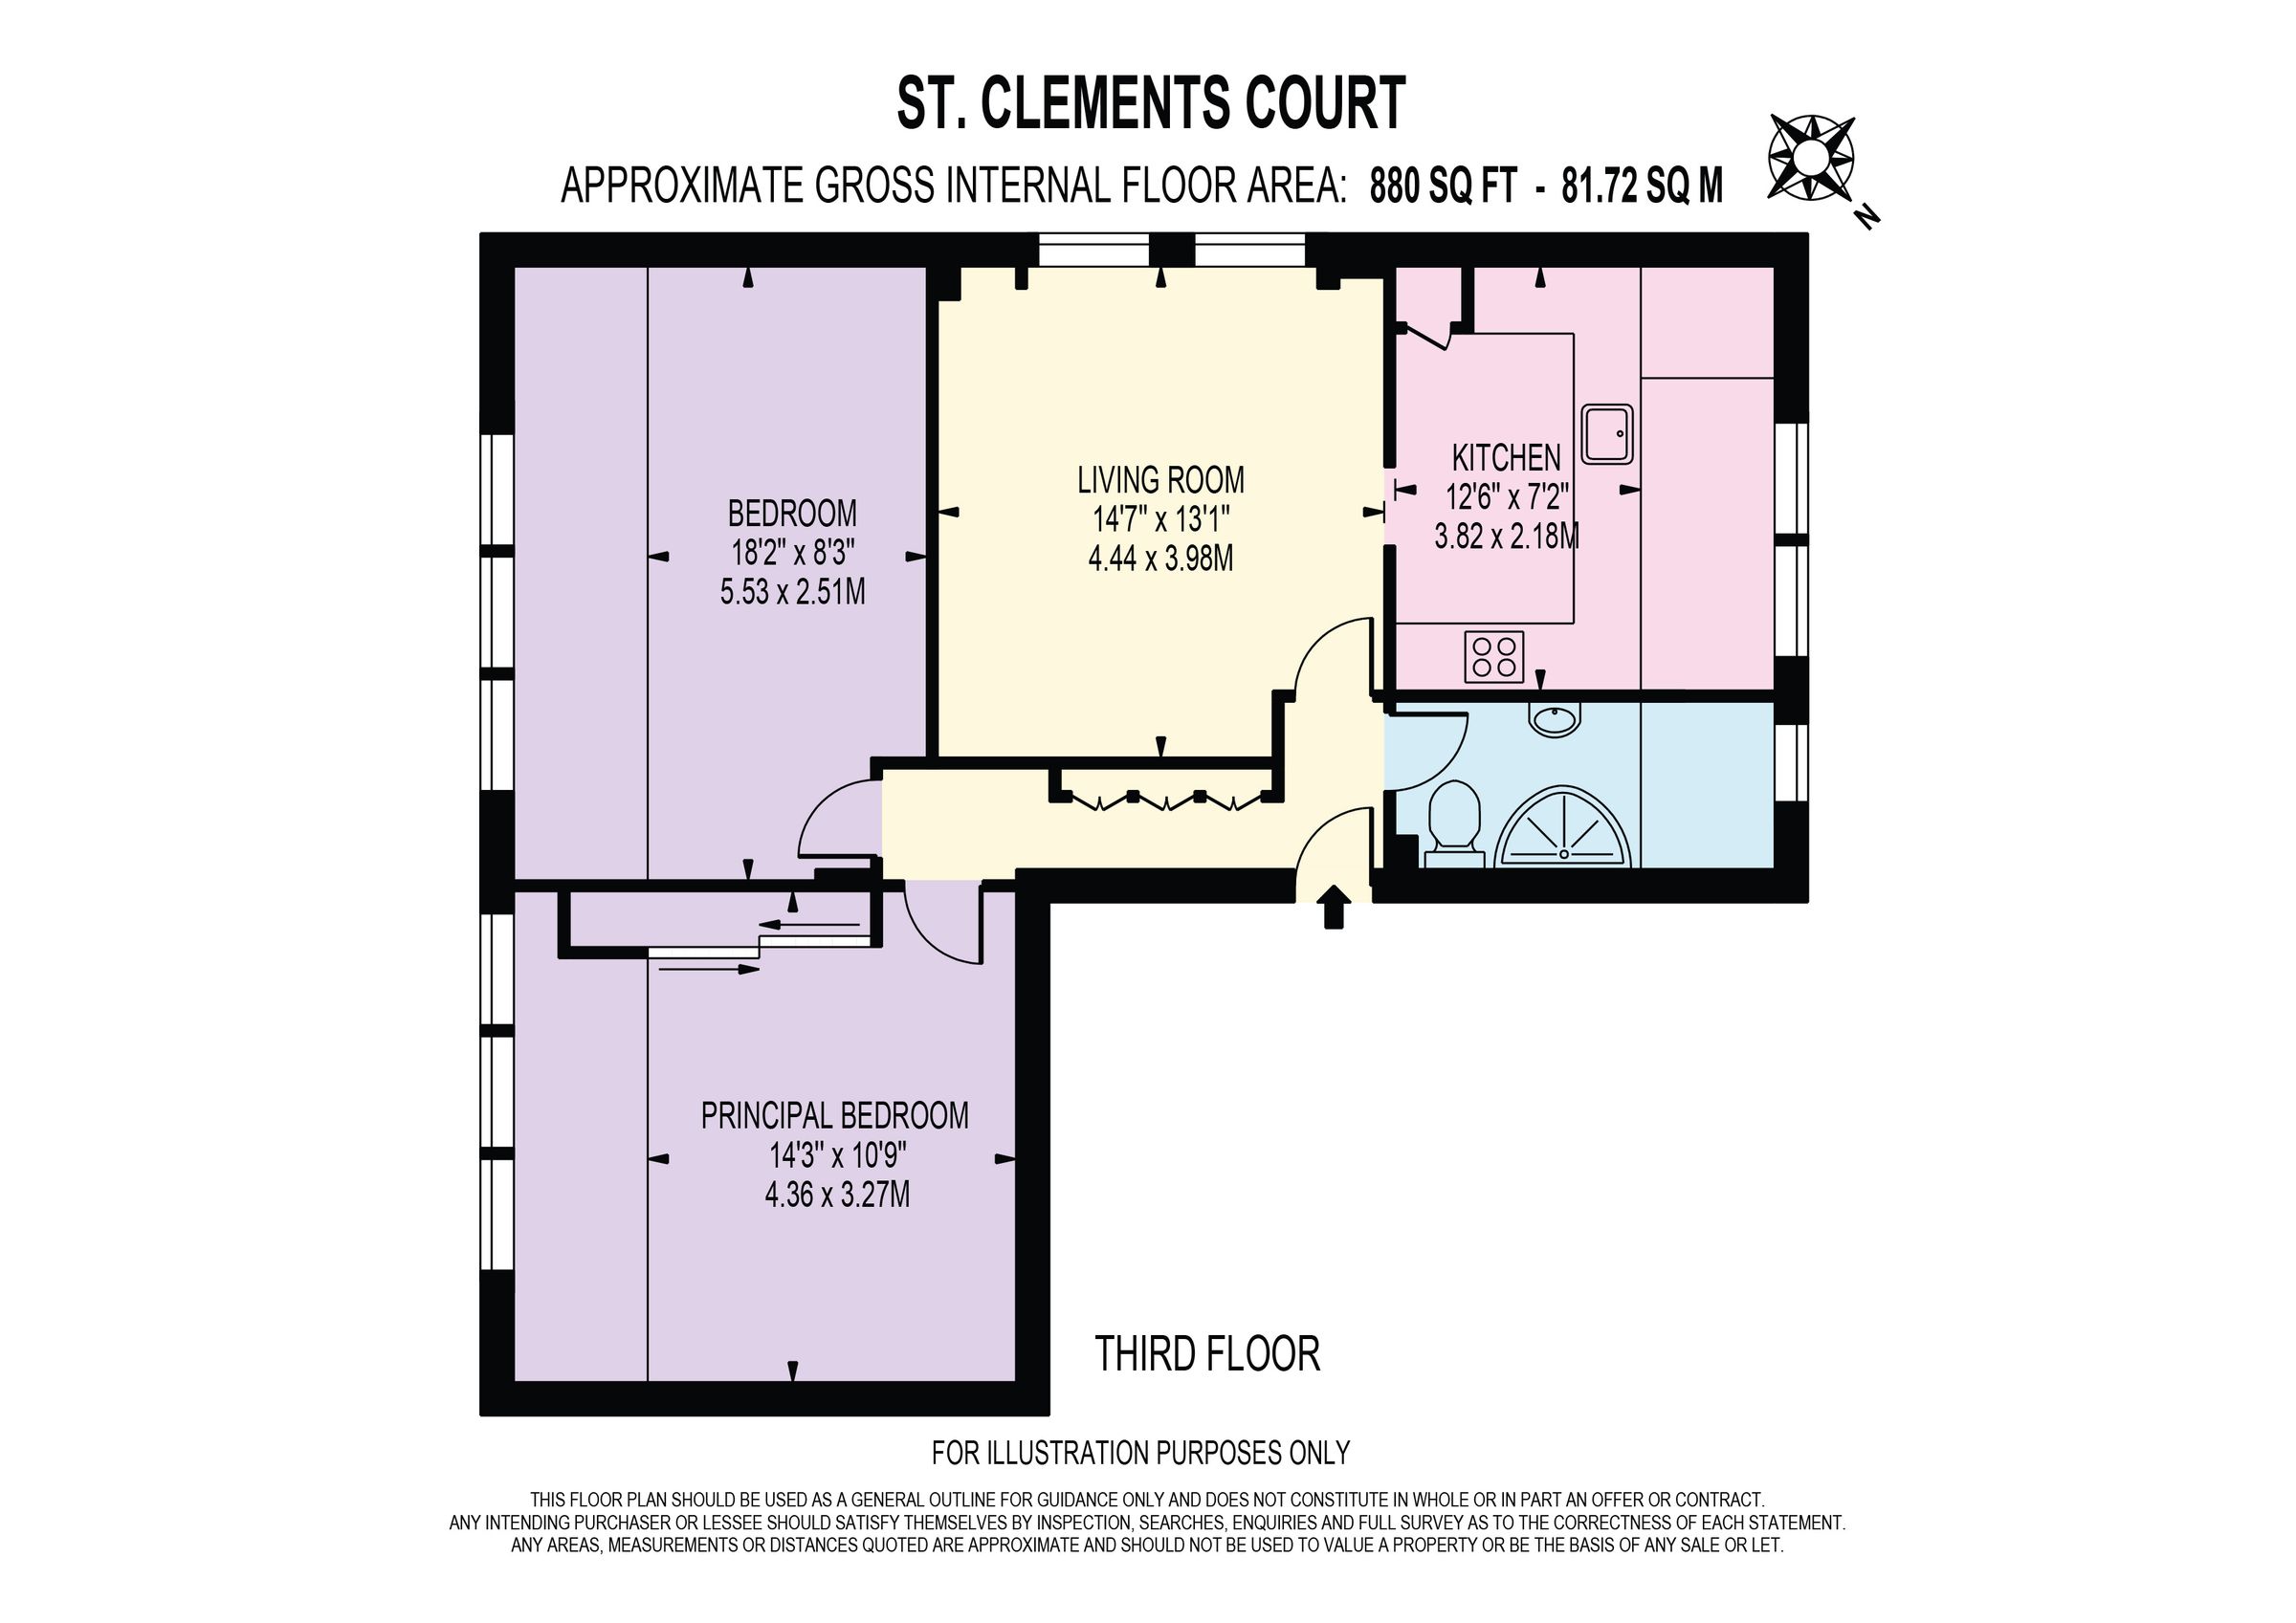 ST. CLEMENTS COURT
APPROXIMATE GROSS INTERNAL FLOOR AREA: 880 SQ FT - 81.72 SQ M
N
LIVING ROOM
14'7" x 13'1"
4.44 x 3.98M
KITCHEN
12'6" x 7'2"
3.82 x 2.18M
BEDROOM
18'2" x 8'3"
5.53 x 2.51M
PRINCIPAL BEDROOM
14'3" x 10'9"
4.36 x 3.27M
THIRD FLOOR
FOR ILLUSTRATION PURPOSES ONLY
THIS FLOOR PLAN SHOULD BE USED AS A GENERAL OUTLINE FOR GUIDANCE ONLY AND DOES NOT CONSTITUTE IN WHOLE OR IN PART AN OFFER OR CONTRACT.
ANY INTENDING PURCHASER OR LESSEE SHOULD SATISFY THEMSELVES BY INSPECTION, SEARCHES, ENQUIRIES AND FULL SURVEY AS TO THE CORRECTNESS OF EACH STATEMENT.
ANY AREAS, MEASUREMENTS OR DISTANCES QUOTED ARE APPROXIMATE AND SHOULD NOT BE USED TO VALUE A PROPERTY OR BE THE BASIS OF ANY SALE OR LET.